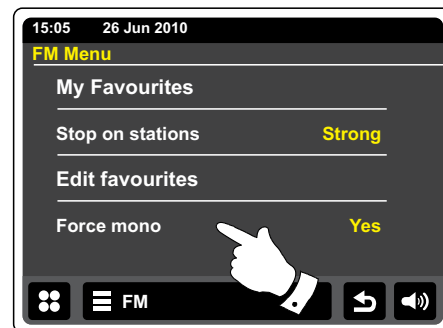 15:05 26 Jun 2010
FM Menu
My Favourites
Stop on stations Strong
Edit favourites
Force mono Yes
FM